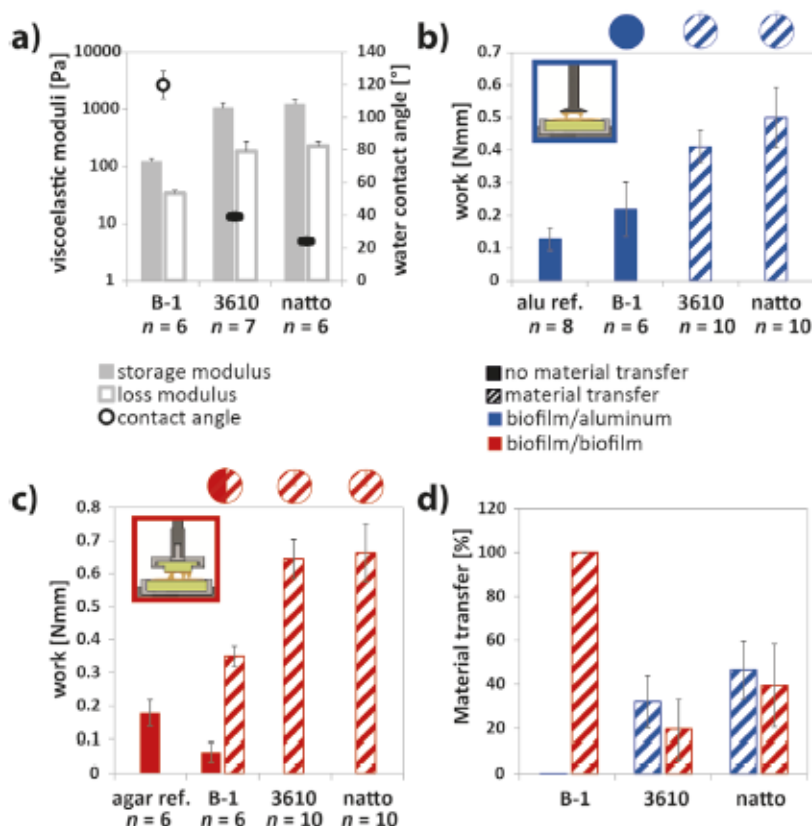 a)
viscoelastic moduli [Pa]
10000
1000
100
10
1
140
120
100
80
60
40
20
0
water contact angle [°]
B-1
3610
natto
n = 6
n = 7
n = 6
storage modulus
loss modulus
contact angle
b)
work [Nmm]
0.7
0.6
0.5
0.4
0.3
0.2
0.1
0
alu ref.
B-1
3610
natto
n = 8
n = 6
n = 10
n = 10
no material transfer
material transfer
biofilm/aluminum
biofilm/biofilm
c)
work [Nmm]
0.8
0.7
0.6
0.5
0.4
0.3
0.2
0.1
0
agar ref.
B-1
3610
natto
n = 6
n = 6
n = 10
n = 10
d)
Material transfer [%]
120
100
80
60
40
20
0
B-1
3610
natto